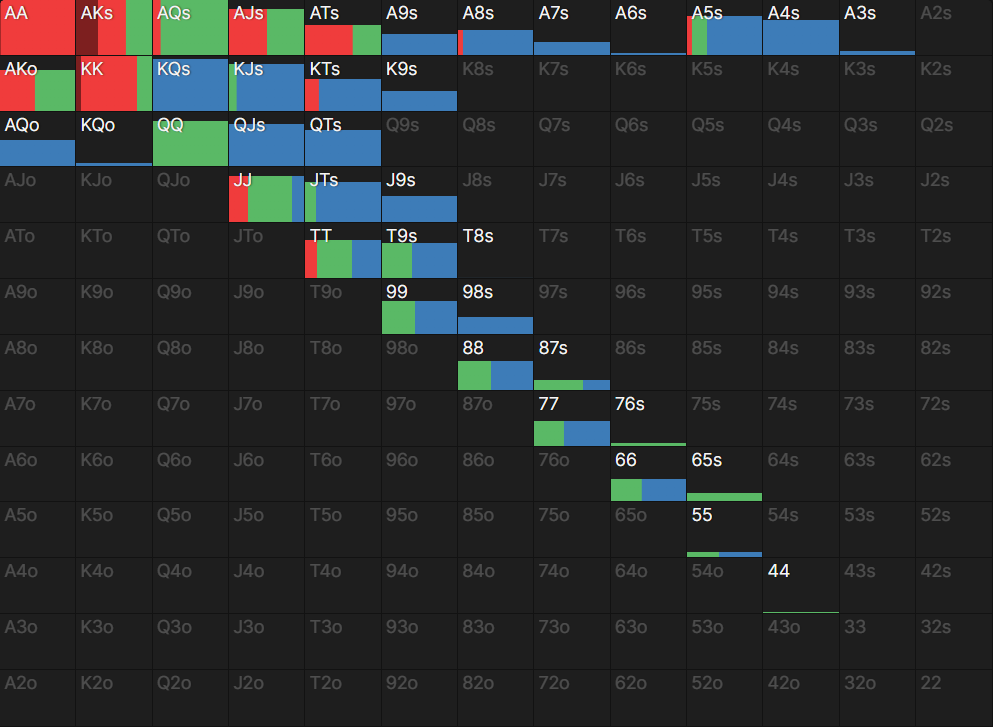 AA AKs AQs AJs ATs A9s A8s A7s A6s A5s A4s A3s A2s
AKo KK KQs KJs KTs K9s K8s K7s K6s K5s K4s K3s K2s
AQo KQo QQ QJs QTs Q9s Q8s Q7s Q6s Q5s Q4s Q3s Q2s
AJo KJo QJo JJ JTs J9s J8s J7s J6s J5s J4s J3s J2s
ATo KTo QTo JTo TT T9s T8s T7s T6s T5s T4s T3s T2s
A9o K9o Q9o J9o T9o 99 98s 97s 96s 95s 94s 93s 92s
A8o K8o Q8o J8o T8o 98o 88 87s 86s 85s 84s 83s 82s
A7o K7o Q7o J7o T7o 97o 87o 77 76s 75s 74s 73s 72s
A6o K6o Q6o J6o T6o 96o 86o 76o 66 65s 64s 63s 62s
A5o K5o Q5o J5o T5o 95o 85o 75o 65o 55 54s 53s 52s
A4o K4o Q4o J4o T4o 94o 84o 74o 64o 54o 44 43s 42s
A3o K3o Q3o J3o T3o 93o 83o 73o 63o 53o 43o 33 32s
A2o K2o Q2o J2o T2o 92o 82o 72o 62o 52o 42o 32o 22